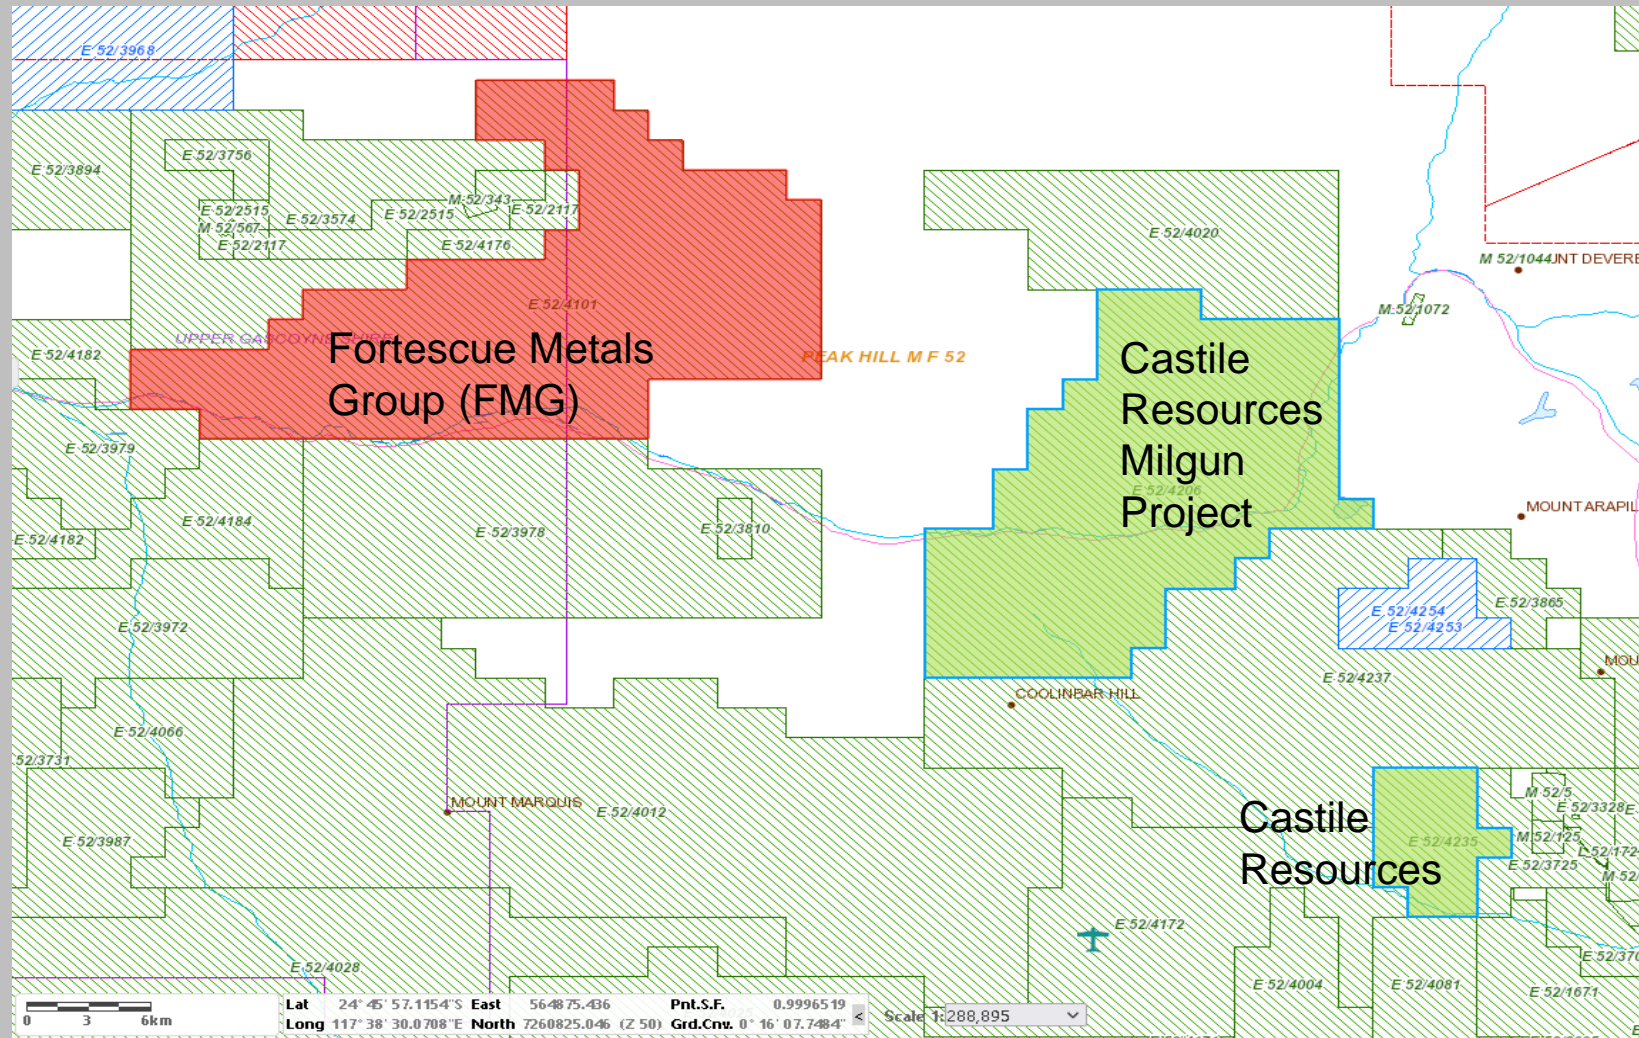 E 52/3968
E 52/3894
E 52/3756
M 52/343
E 52/2515
E 52/3574
E 52/2515
E 52/2117
M 52/567
E 52/2117
E 52/4176
E 52/4020
M 52/1044
M 52/1072
E 52/4101
UPPER GASCOYNE SHIRE
E 52/4182
Fortescue Metals
Group (FMG)
PEAK HILL M F 52
Castile
Resources
Milgun
Project
E 52/4206
E 52/3979
E 52/4184
E 52/4182
E 52/3978
E 52/3810
MOUNT ARAPIL
E 52/4254
E 52/4253
E 52/3865
E 52/3972
E 52/4237
MOU
COOLINBAR HILL
E 52/4066
52/3731
MOUNT MARQUIS
E 52/4012
E 52/3987
Castile
Resources
E 52/4235
M 52/5
E 52/3328
M 52/125
E 52/3725
E 52/4172
E 52/4028
E 52/4004
E 52/4081
E 52/1671
0 3 6km
Lat 24° 45' 57.1154"S East 564875.436 Pnt.S.F. 0.9996519
Long 117° 38' 30.0708"E North 7260825.046 (Z 50) Grd.Cnv. 0° 16' 07.7484"
<
Scale 1: 288,895